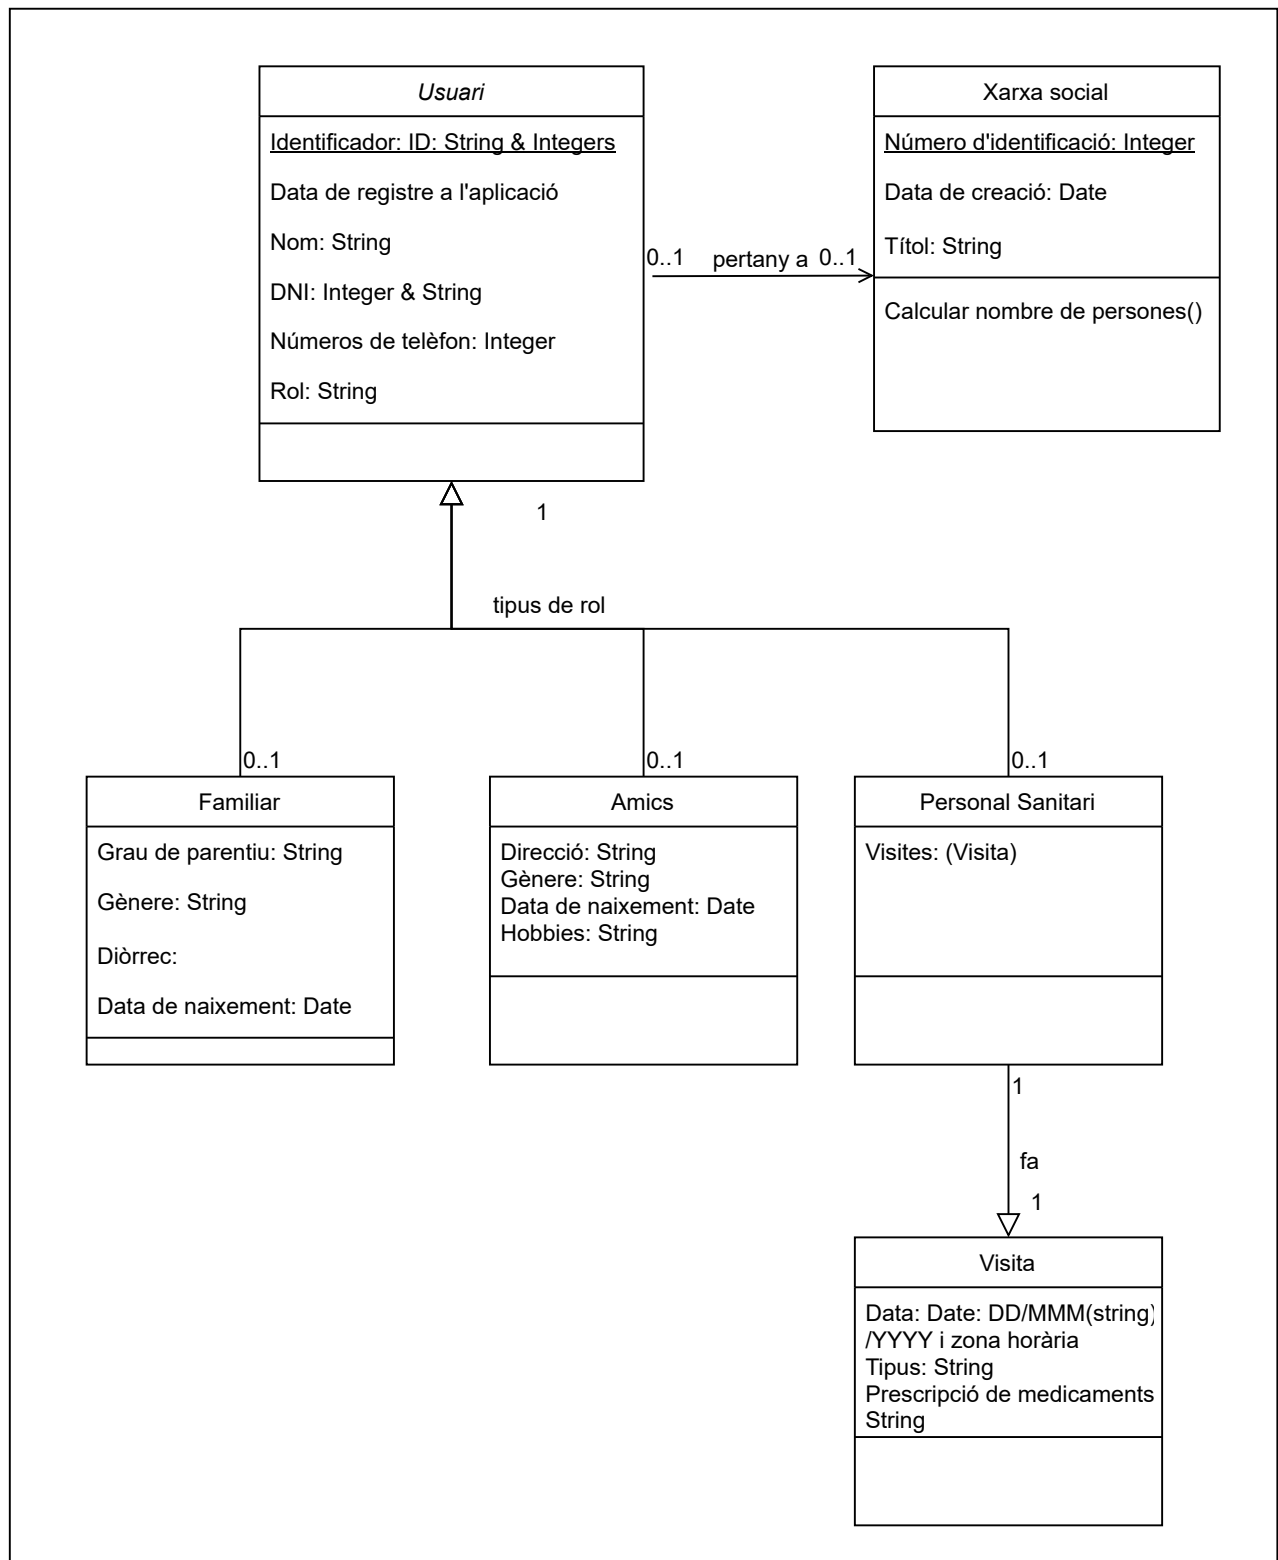 Usuari
Identificador: ID: String & Integers
Data de registre a l'aplicació
Nom: String
DNI: Integer & String
Números de telèfon: Integer
Rol: String
0..1
pertany a
0..1
Xarxa social
Número d'identificació: Integer
Data de creació: Date
Títol: String
Calcular nombre de persones()
1
tipus de rol
0..1
Familiar
Grau de parentiu: String
Gènere: String
Diòrrec:
Data de naixement: Date
0..1
Amics
Direcció: String
Gènere: String
Data de naixement: Date
Hobbies: String
0..1
Personal Sanitari
Visites: (Visita)
1
fa
1
Visita
Data: Date: DD/MMM(string)
/YYYY i zona horària
Tipus: String
Prescripció de medicaments
String